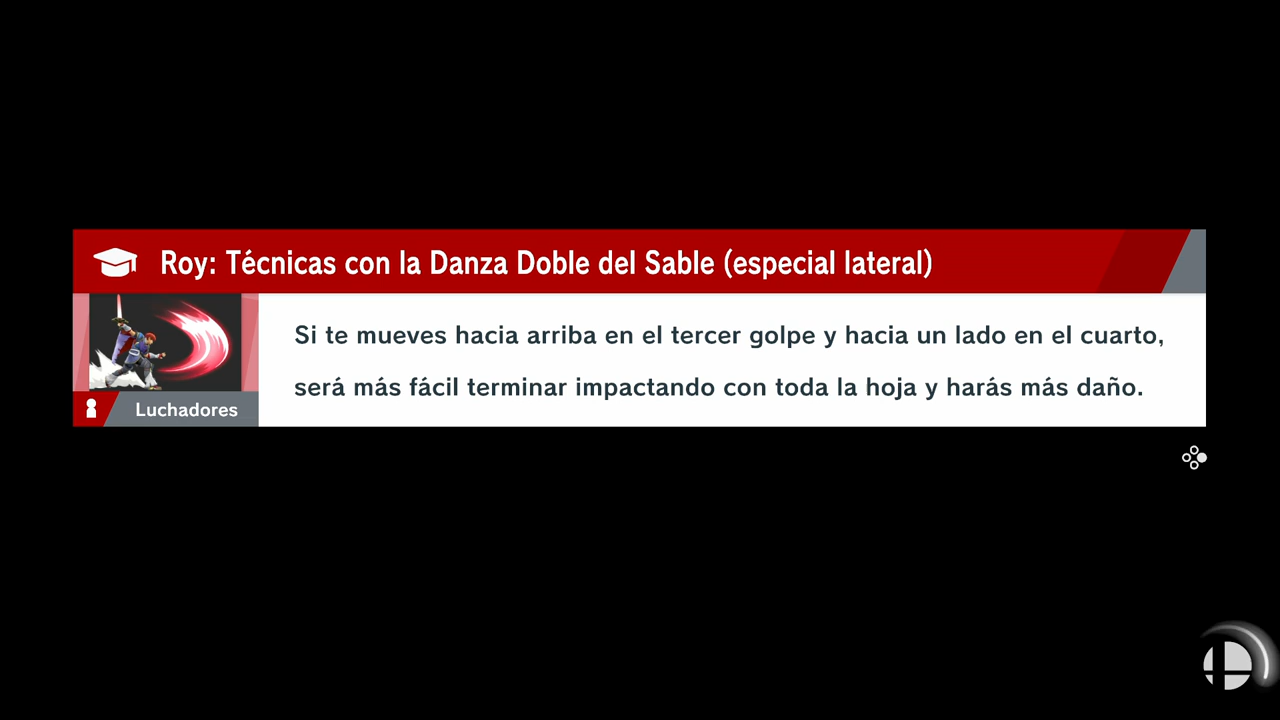 Roy: Técnicas con la Danza Doble del Sable (especial lateral)
Si te mueves hacia arriba en el tercer golpe y hacia un lado en el cuarto,
será más fácil terminar impactando con toda la hoja y harás más daño.
Luchadores